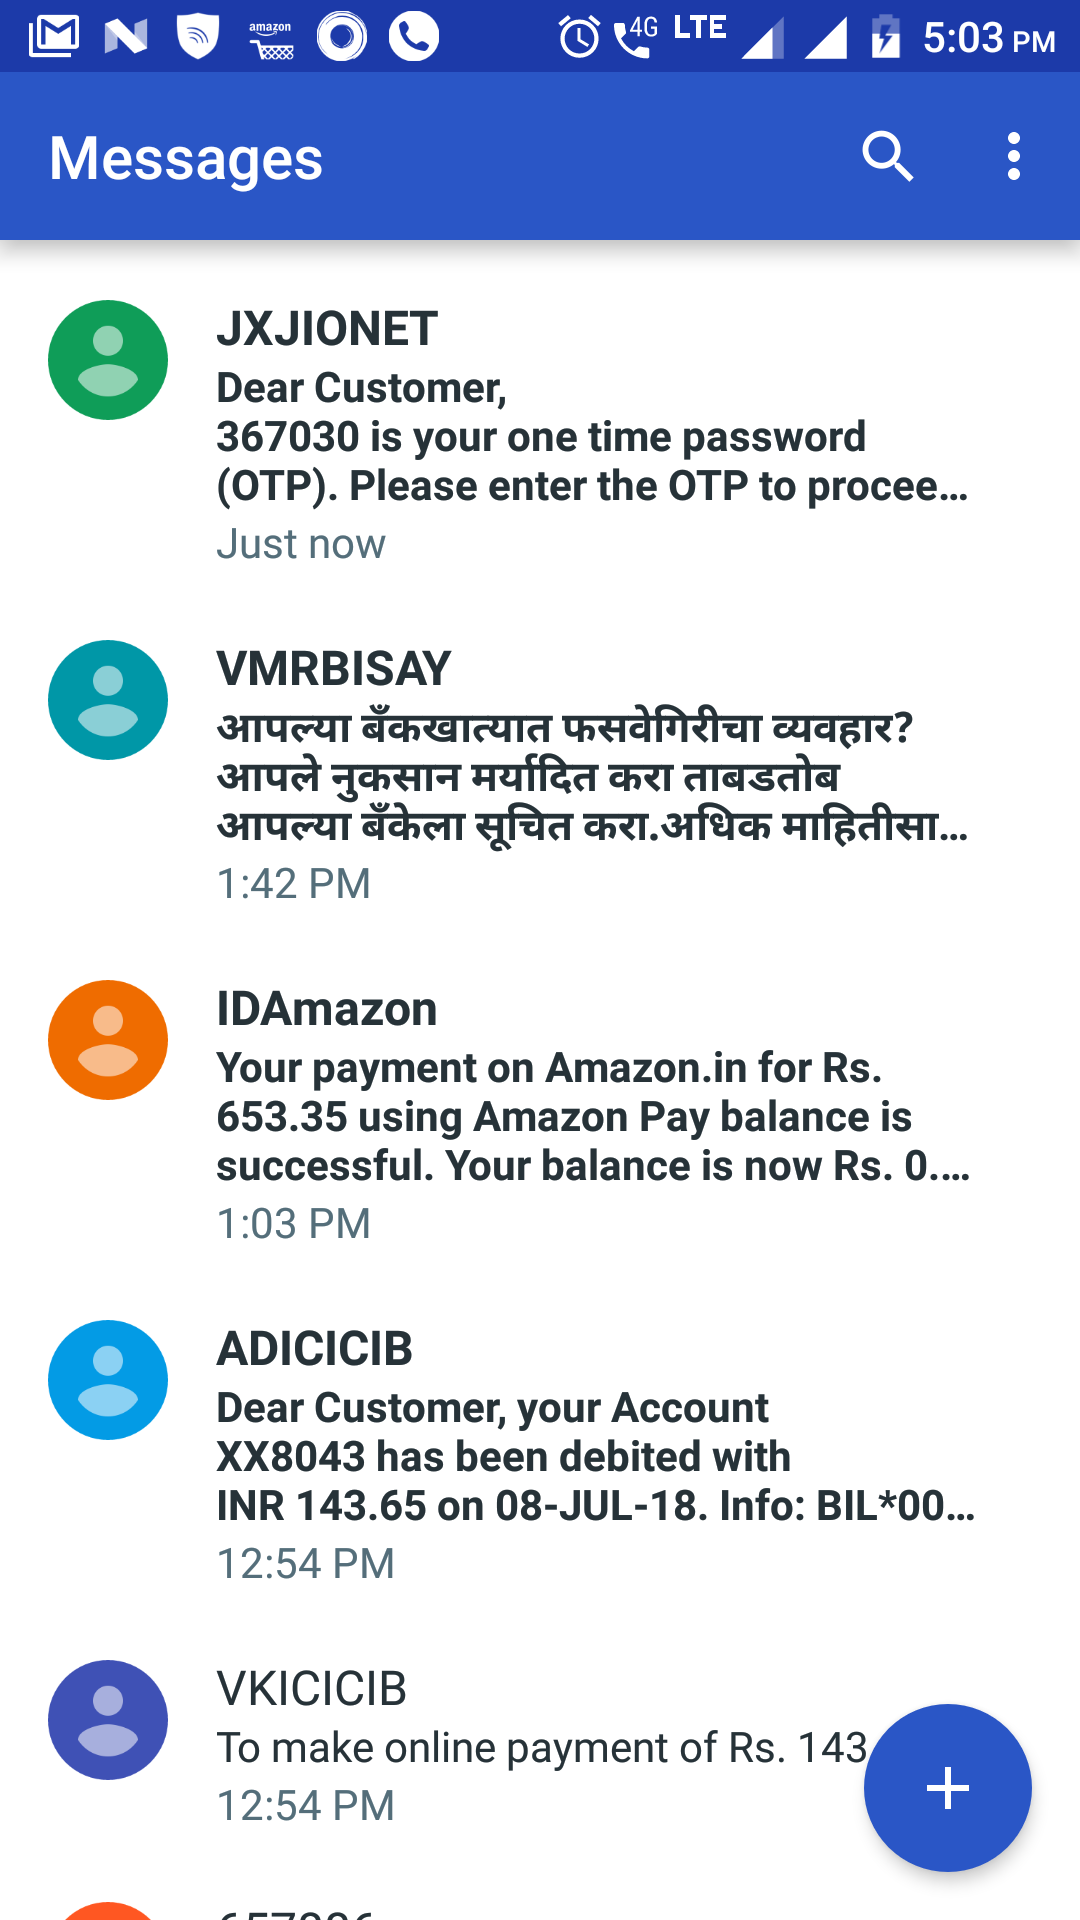 amazon
4G LTE 5:03 PM
Messages
JXJIONET
Dear Customer,
367030 is your one time password
(OTP). Please enter the OTP to procee...
Just now
VMRBISAY
आपल्या बँकखात्यात फसवेगिरीचा व्यवहार?
आपले नुकसान मर्यादित करा ताबडतोब
आपल्या बँकेला सूचित करा.अधिक माहितीसा...
1:42 PM
IDAmazon
Your payment on Amazon.in for Rs.
653.35 using Amazon Pay balance is
successful. Your balance is now Rs. 0....
1:03 PM
ADICICIB
Dear Customer, your Account
XX8043 has been debited with
INR 143.65 on 08-JUL-18. Info: BIL*00...
12:54 PM
VKICICIB
To make online payment of Rs. 143
12:54 PM